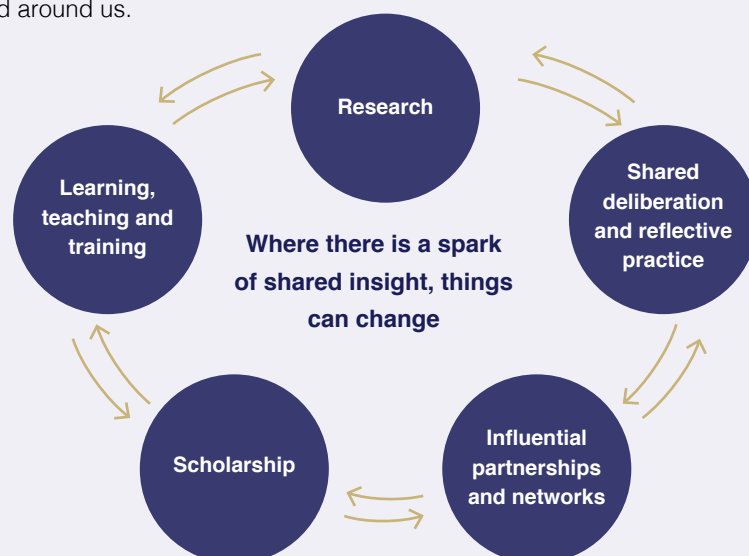 d around us.
Research
Learning,
teaching and
training
Shared
deliberation
and reflective
practice
Where there is a spark
of shared insight, things
can change
Scholarship
Influential
partnerships
and networks